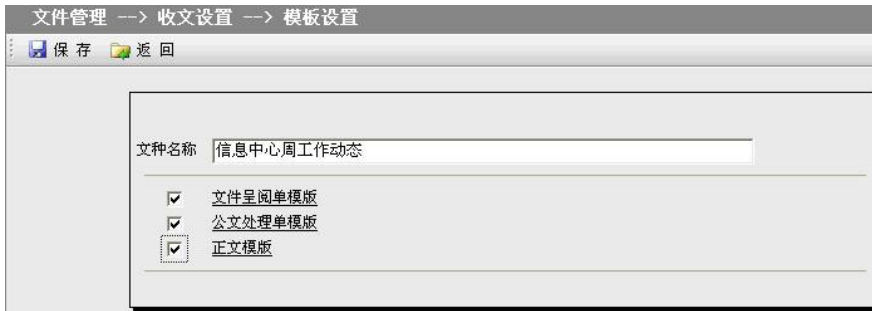 文件管理 --> 收文设置 --> 模板设置
保存 返回
文种名称 信息中心周工作动态
文件呈阅单模版
公文处理单模版
正文模版